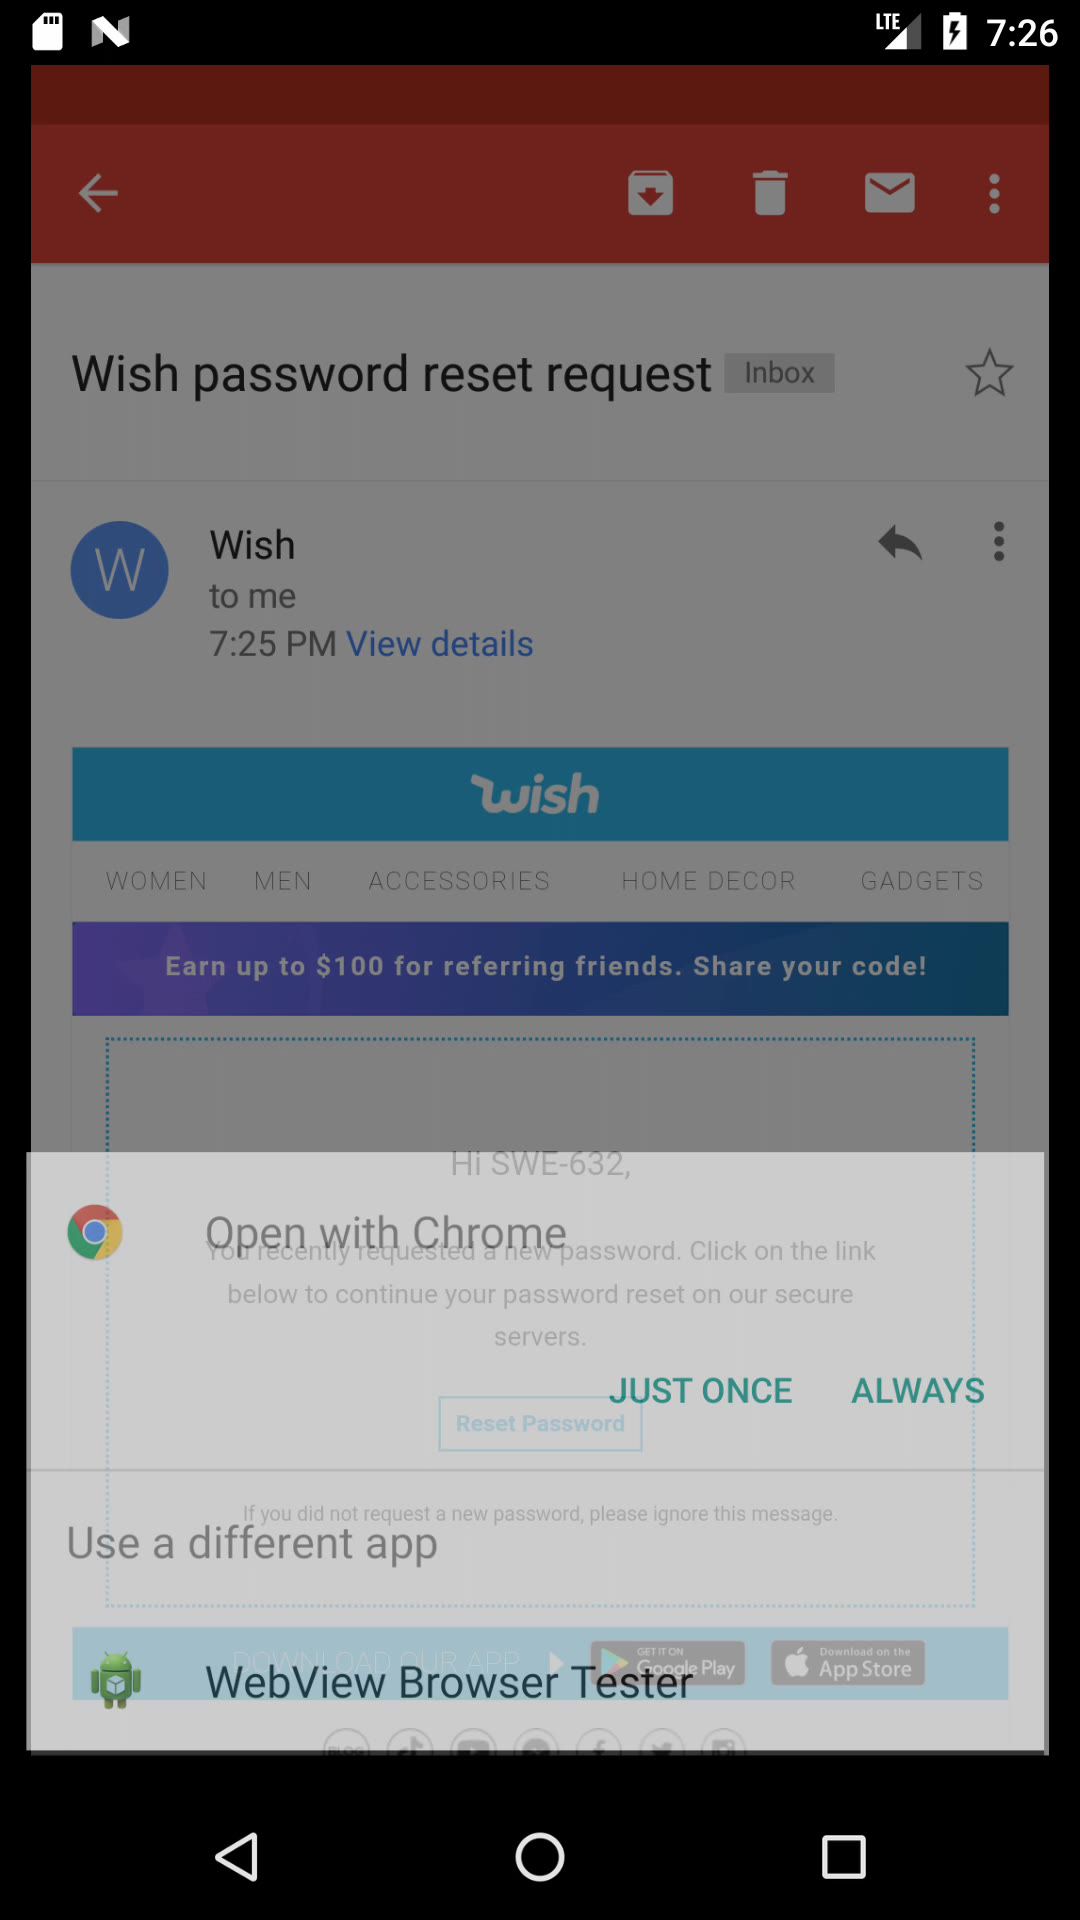 LTE 7:26
Wish password reset request Inbox
W
Wish
to me
7:25 PM View details
wish
WOMEN MEN ACCESSORIES HOME DECOR GADGETS
Earn up to $100 for referring friends. Share your code!
Hi SWE-632,
Open with Chrome
You recently requested a new password. Click on the link
below to continue your password reset on our secure
servers.
JUST ONCE ALWAYS
Reset Password
If you did not request a new password, please ignore this message.
Use a different app
DOWNLOAD OUR APP
GET IT ON
Google Play
Download on the
App Store
WebView Browser Tester
BLOG